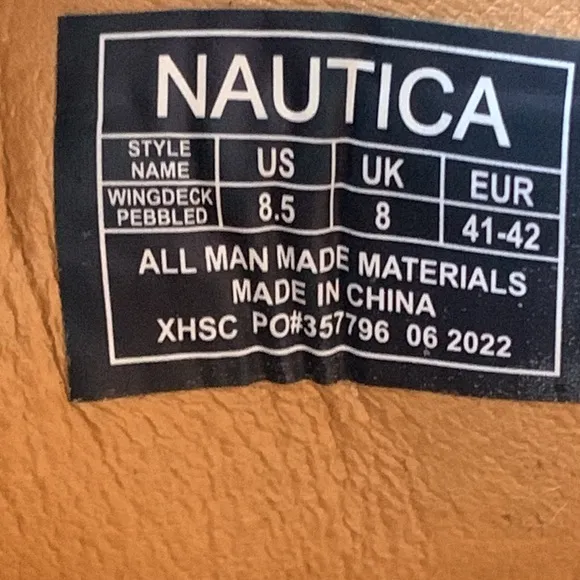 NAUTICA
STYLE NAME US UK EUR
WINGDECK PEBBLED 8.5 8 41-42
ALL MAN MADE MATERIALS
MADE IN CHINA
XHSC PO#357796 06 2022